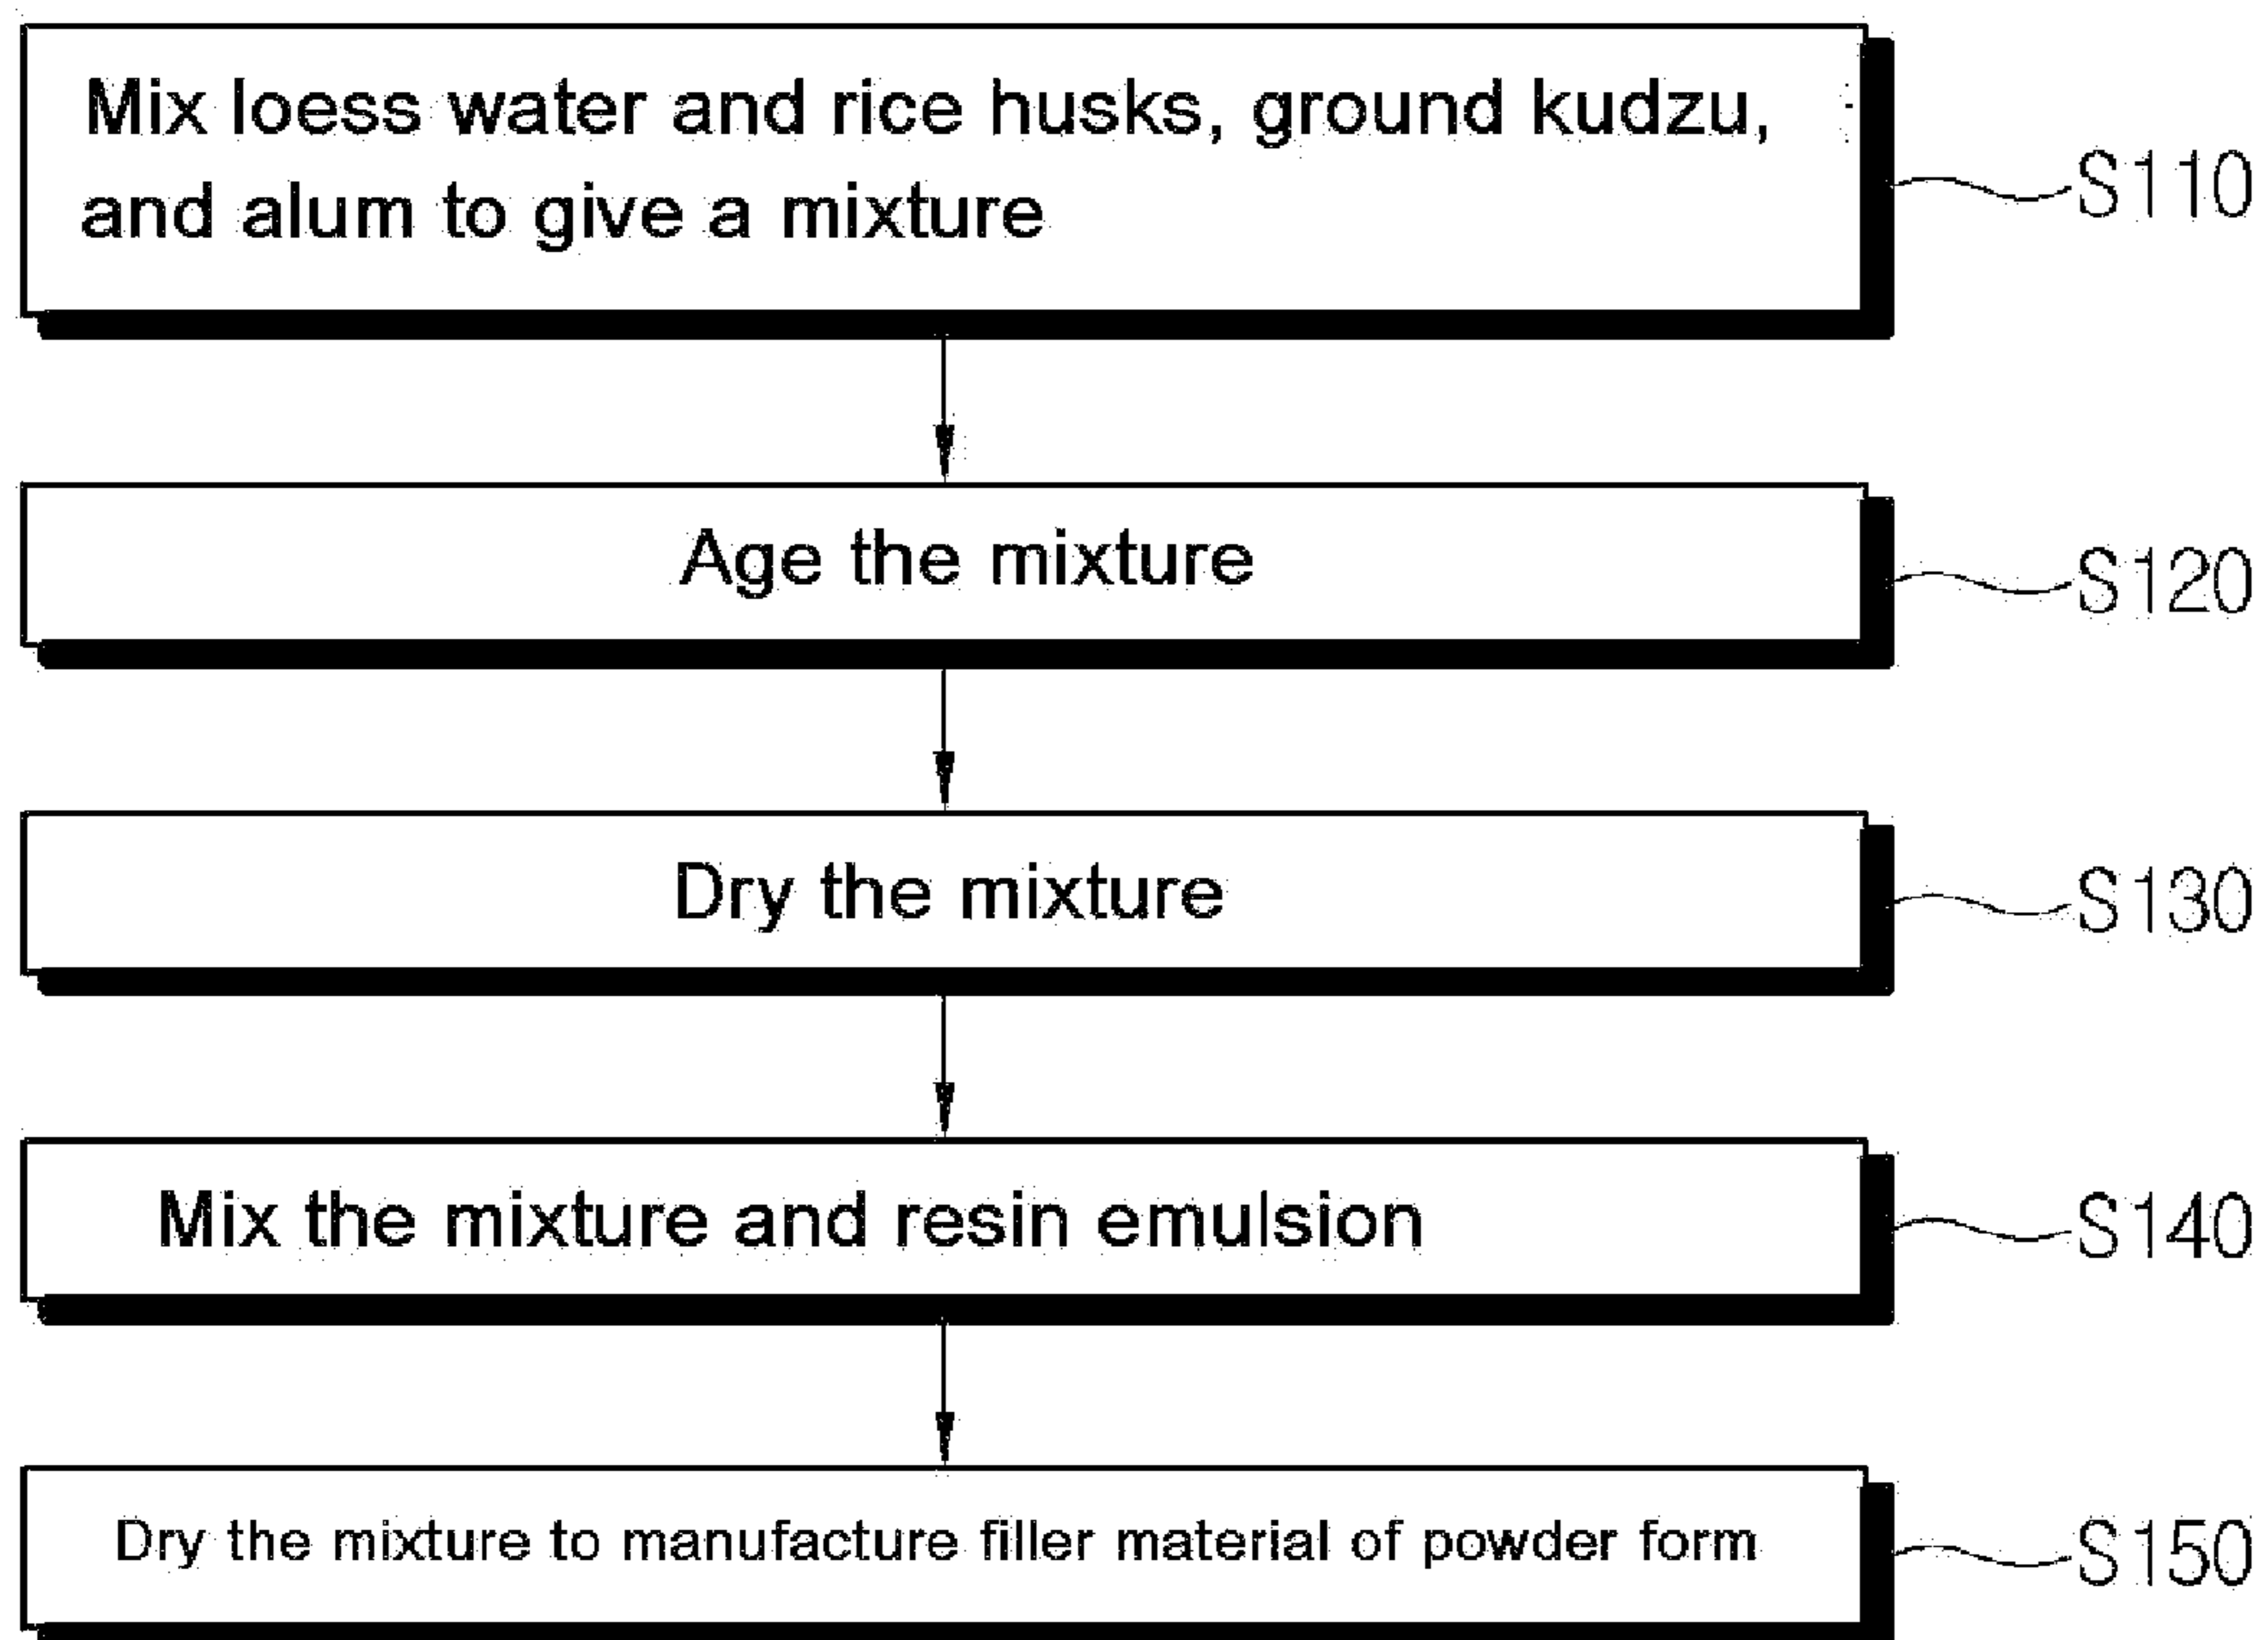 Mix loess water and rice husks, ground kudzu,
and alum to give a mixture
S110
Age the mixture
S120
Dry the mixture
S130
Mix the mixture and resin emulsion
S140
Dry the mixture to manufacture filler material of powder form
S150